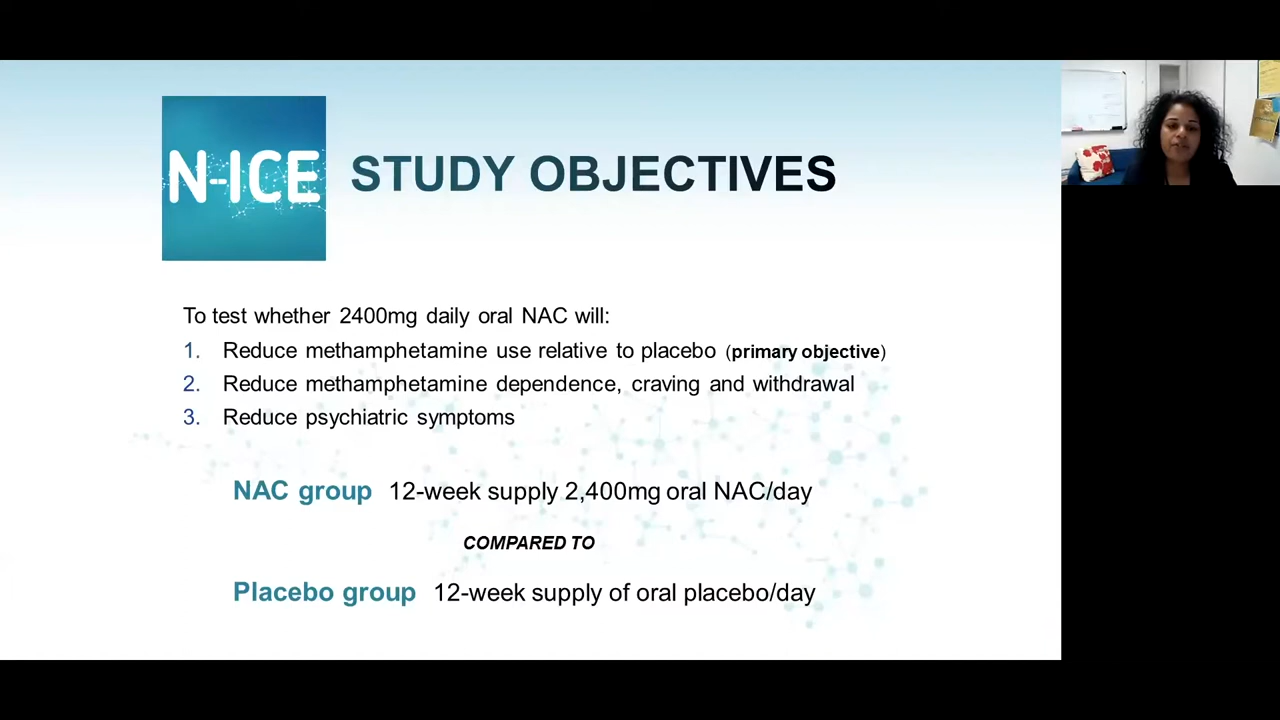 N-ICE
STUDY OBJECTIVES
To test whether 2400mg daily oral NAC will:
1. Reduce methamphetamine use relative to placebo (primary objective)
2. Reduce methamphetamine dependence, craving and withdrawal
3. Reduce psychiatric symptoms
NAC group 12-week supply 2,400mg oral NAC/day
COMPARED TO
Placebo group 12-week supply of oral placebo/day